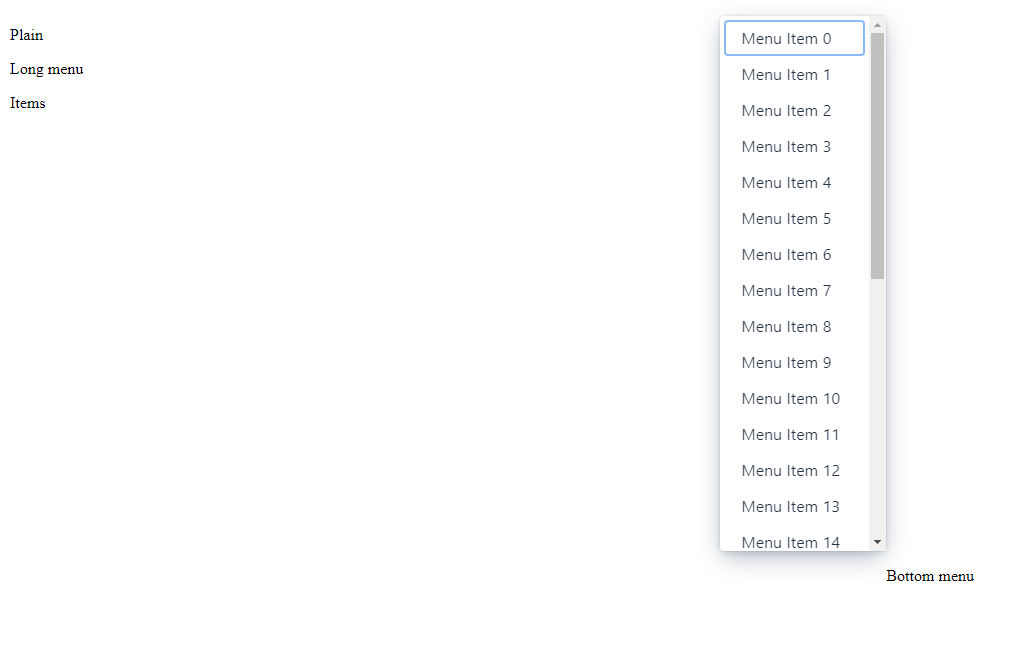 Plain
Long menu
Items
Menu Item 0
Menu Item 1
Menu Item 2
Menu Item 3
Menu Item 4
Menu Item 5
Menu Item 6
Menu Item 7
Menu Item 8
Menu Item 9
Menu Item 10
Menu Item 11
Menu Item 12
Menu Item 13
Menu Item 14
Bottom menu